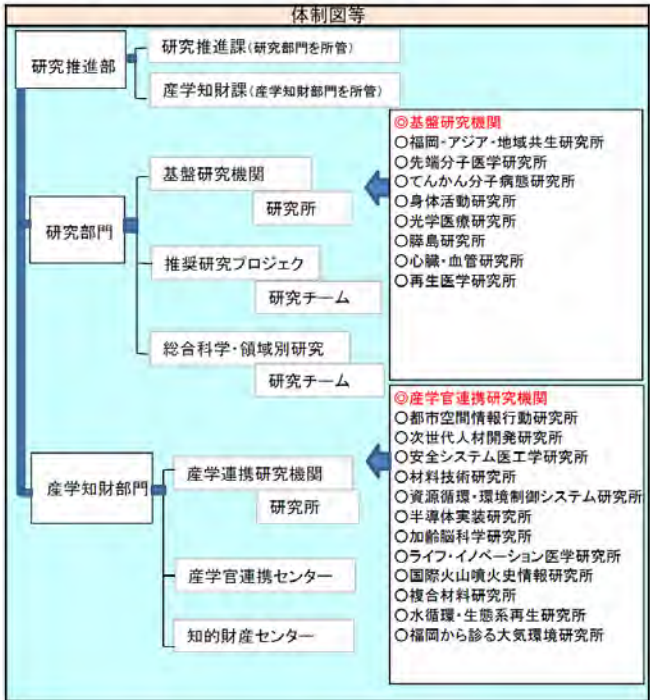 体制図等
研究推進部
研究推進課(研究部門を所管)
産学知財課(産学知財部門を所管)
研究部門
基盤研究機関
研究所
推奨研究プロジェク
研究チーム
総合科学・領域別研究
研究チーム
◎基盤研究機関
○福岡・アジア・地域共生研究所
○先端分子医学研究所
○てんかん分子病態研究所
○身体活動研究所
○光学医療研究所
○膵島研究所
○心臓・血管研究所
○再生医学研究所
産学知財部門
産学連携研究機関
研究所
産学官連携センター
知的財産センター
◎産学官連携研究機関
○都市空間情報行動研究所
○次世代人材開発研究所
○安全システム医工学研究所
○材料技術研究所
○資源循環・環境制御システム研究所
○半導体実装研究所
○加齢脳科学研究所
○ライフ・イノベーション医学研究所
○国際火山噴火史情報研究所
○複合材料研究所
○水循環・生態系再生研究所
○福岡から診る大気環境研究所